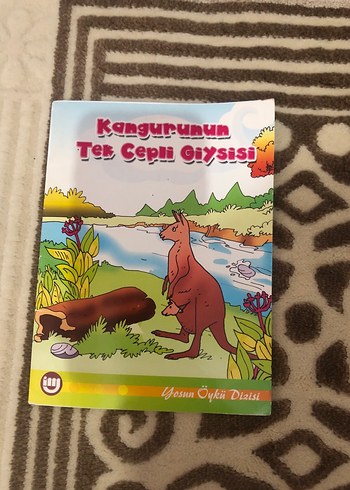 Kangurunun
Tek Cepli Giysisi
Yosun Öykü Dizisi